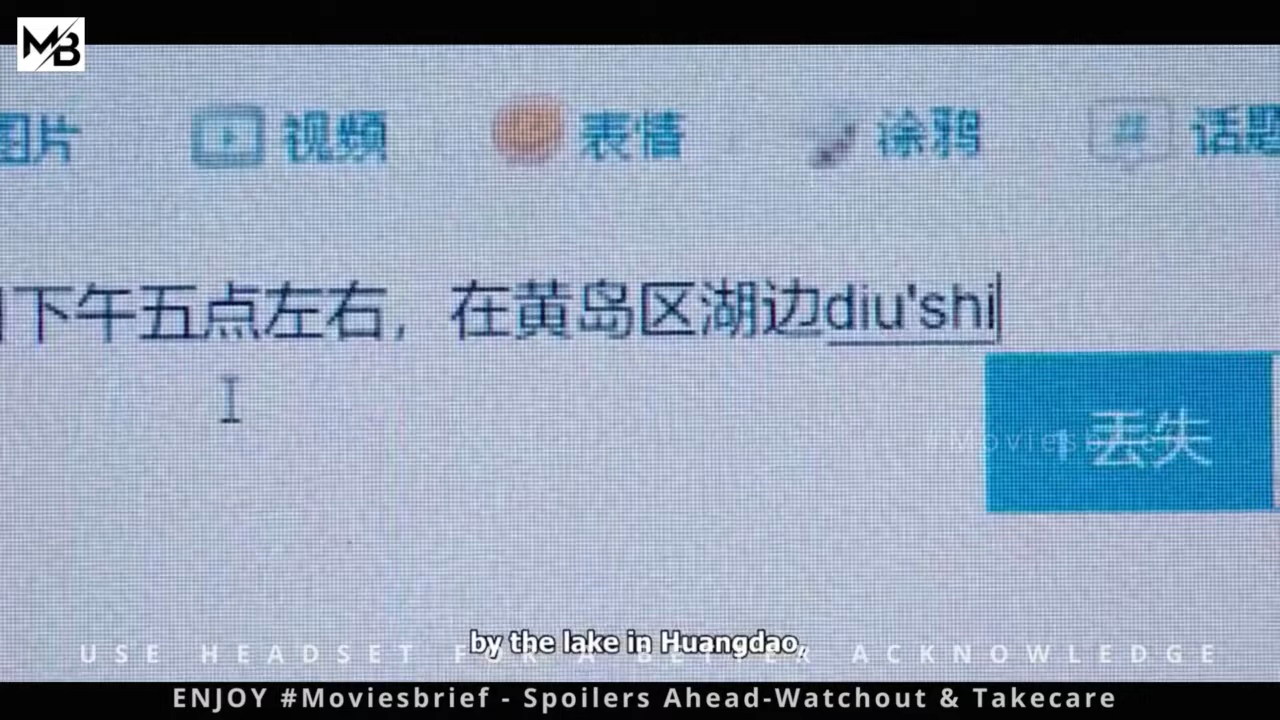 MB
图片 视频 表情 涂鸦 # 话题
日下午五点左右，在黄岛区湖边diu'shi
1 丢失
by the lake in Huangdao,
USE HEADSET FOR A BETTER ACKNOWLEDGE
ENJOY #Moviesbrief - Spoilers Ahead-Watchout & Takecare